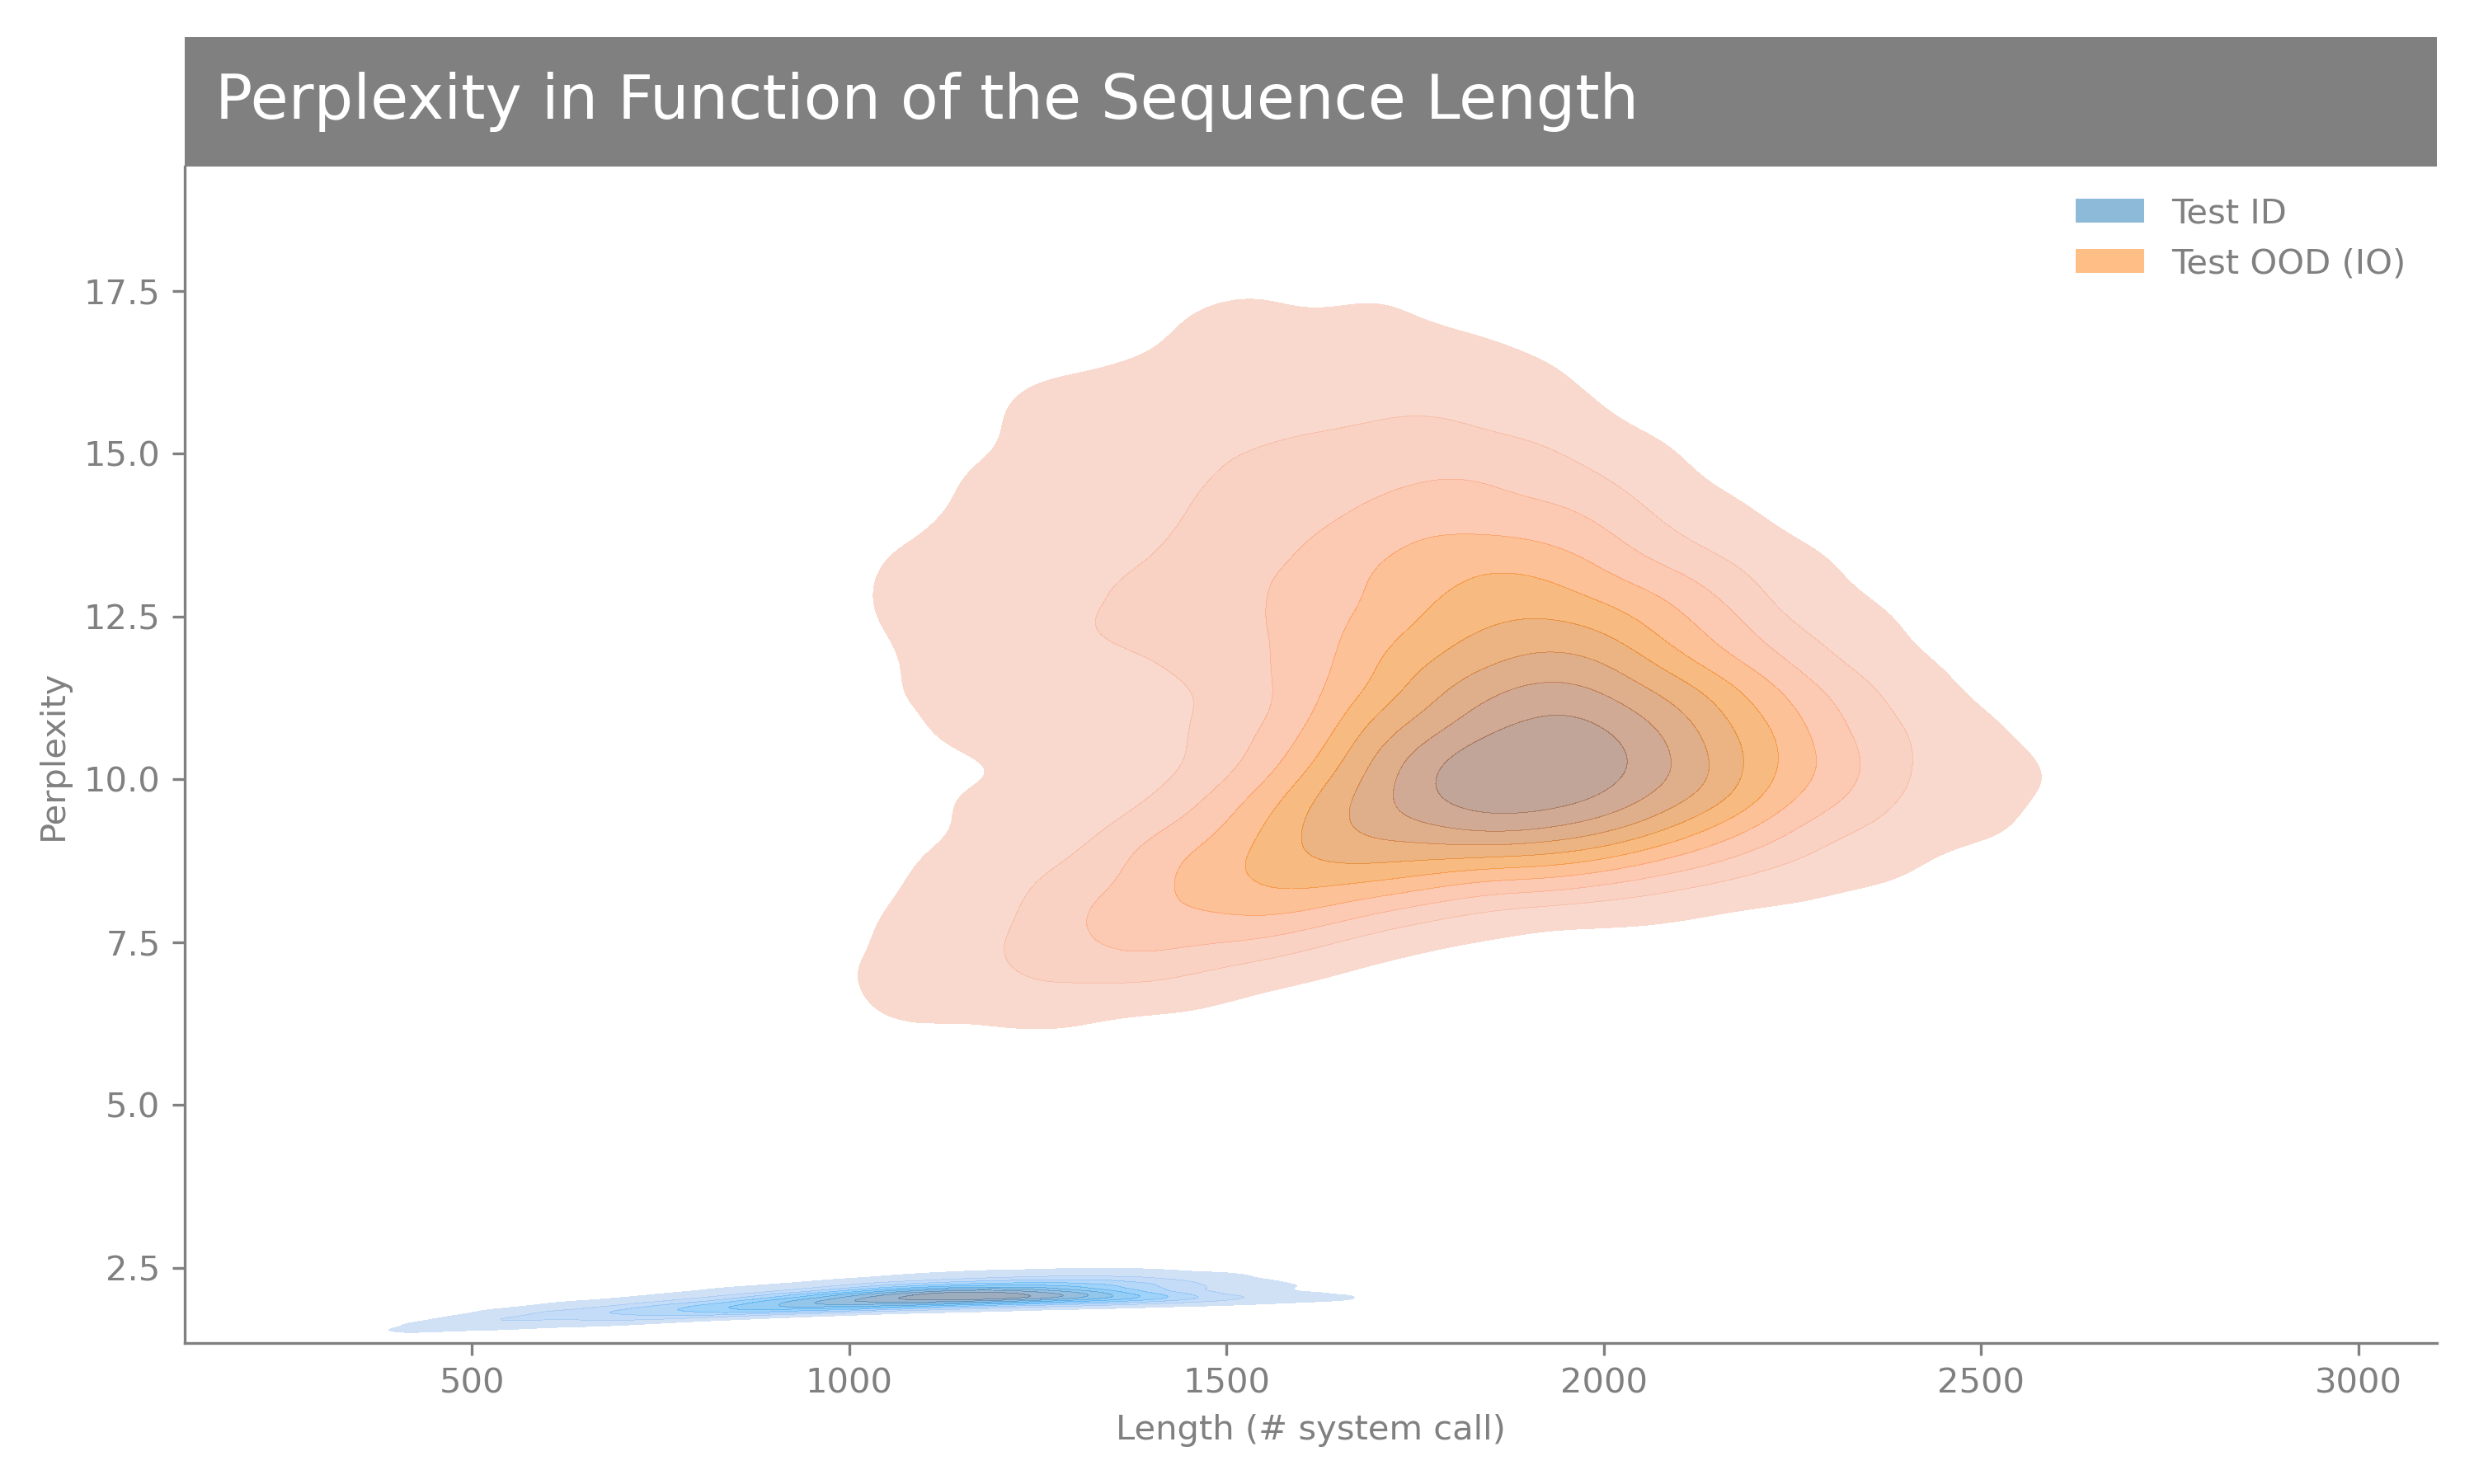 Perplexity in Function of the Sequence Length
Test ID
Test OOD (IO)
17.5
15.0
12.5
10.0
7.5
5.0
2.5
Perplexity
500 1000 1500 2000 2500 3000
Length (# system call)